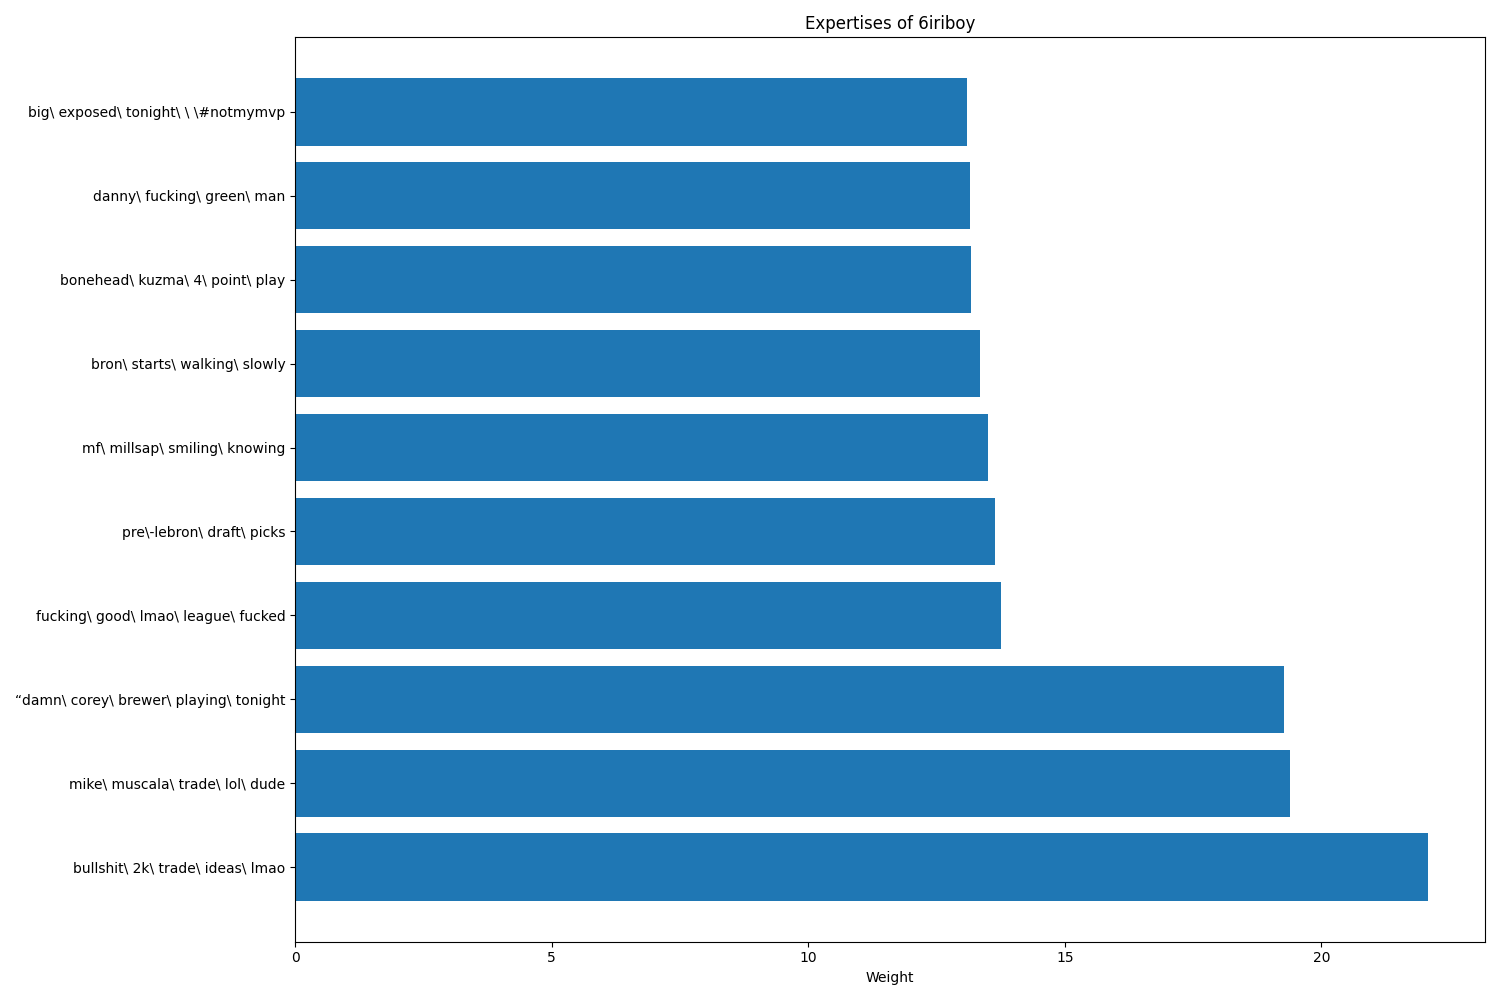 Expertises of 6iriboy
big\ exposed\ tonight\ \ \#notmymvp
danny\ fucking\ green\ man
bonehead\ kuzma\ 4\ point\ play
bron\ starts\ walking\ slowly
mf\ millsap\ smiling\ knowing
pre\-lebron\ draft\ picks
fucking\ good\ lmao\ league\ fucked
“damn\ corey\ brewer\ playing\ tonight
mike\ muscala\ trade\ lol\ dude
bullshit\ 2k\ trade\ ideas\ lmao
0 5 10 15 20
Weight